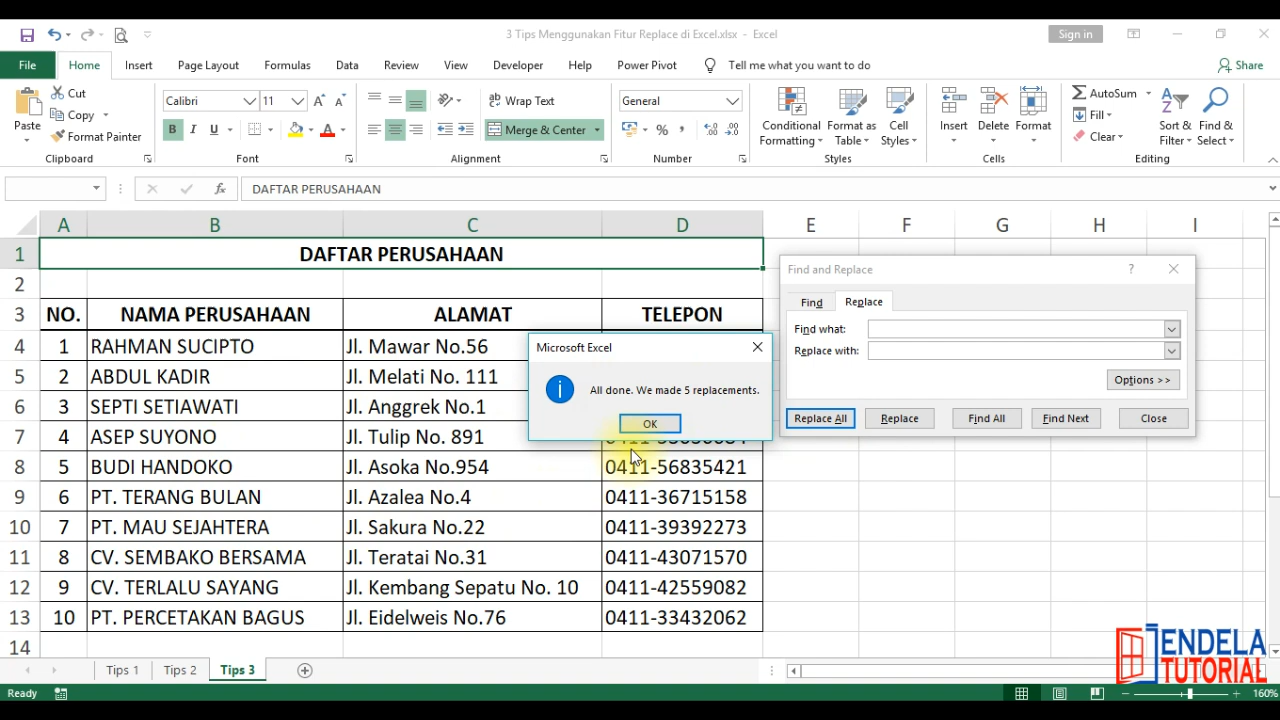 3 Tips Menggunakan Fitur Replace di Excel.xlsx - Excel
Sign in
File Home Insert Page Layout Formulas Data Review View Developer Help Power Pivot Tell me what you want to do Share
Paste
Cut
Copy
Format Painter
Clipboard
Calibri 11
B I U
Font
Wrap Text
Merge & Center
Alignment
General
Number
Conditional Formatting
Format as Table
Cell Styles
Styles
Insert Delete Format
Cells
AutoSum
Fill
Clear
Sort & Filter
Find & Select
Editing
fx DAFTAR PERUSAHAAN
A B C D E F G H I
1 DAFTAR PERUSAHAAN
2
3 NO. NAMA PERUSAHAAN ALAMAT TELEPON
4 1 RAHMAN SUCIPTO Jl. Mawar No.56
5 2 ABDUL KADIR Jl. Melati No. 111
6 3 SEPTI SETIAWATI Jl. Anggrek No.1
7 4 ASEP SUYONO Jl. Tulip No. 891
8 5 BUDI HANDOKO Jl. Asoka No.954 0411-56835421
9 6 PT. TERANG BULAN Jl. Azalea No.4 0411-36715158
10 7 PT. MAU SEJAHTERA Jl. Sakura No.22 0411-39392273
11 8 CV. SEMBAKO BERSAMA Jl. Teratai No.31 0411-43071570
12 9 CV. TERLALU SAYANG Jl. Kembang Sepatu No. 10 0411-42559082
13 10 PT. PERCETAKAN BAGUS Jl. Eidelweis No.76 0411-33432062
14
Find and Replace
Find Replace
Find what:
Replace with:
Options >>
Replace All Replace Find All Find Next Close
Microsoft Excel
All done. We made 5 replacements.
OK
Tips 1 Tips 2 Tips 3
Ready
160%
JENDELA
TUTORIAL